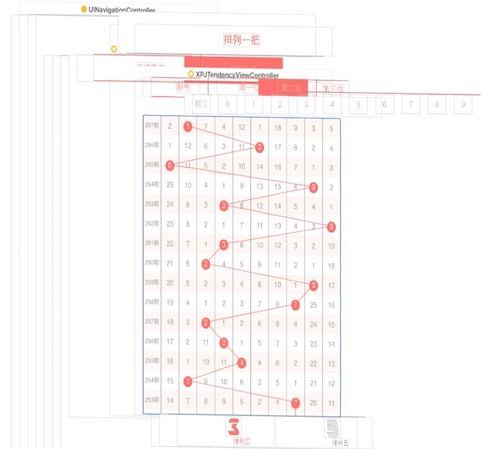 UINavigationController
排列一把
XPJTendencyViewController
期号 第一位 第二位 第三位
期号 0 1 2 3 4 5 6 7 8 9
267期 2 1 7 4 12 1 18 9 3 5
266期 1 12 6 3 11 5 17 8 2 4
265期 0 11 5 2 10 14 16 7 1 3
264期 25 10 4 1 9 13 15 6 8 2
263期 24 9 3 3 8 12 14 5 4 1
262期 23 8 2 1 7 11 13 4 3 9
261期 22 7 1 3 6 10 12 3 2 19
260期 21 6 2 4 5 9 11 2 1 18
259期 20 5 2 3 4 8 10 1 8 17
258期 19 4 1 2 3 7 9 7 25 16
257期 18 3 2 1 2 6 8 4 24 15
256期 17 2 11 3 1 5 7 3 23 14
255期 16 1 10 11 4 4 6 2 22 13
254期 15 1 9 10 6 3 5 1 21 12
253期 14 7 8 9 5 2 4 7 20 11
排列五